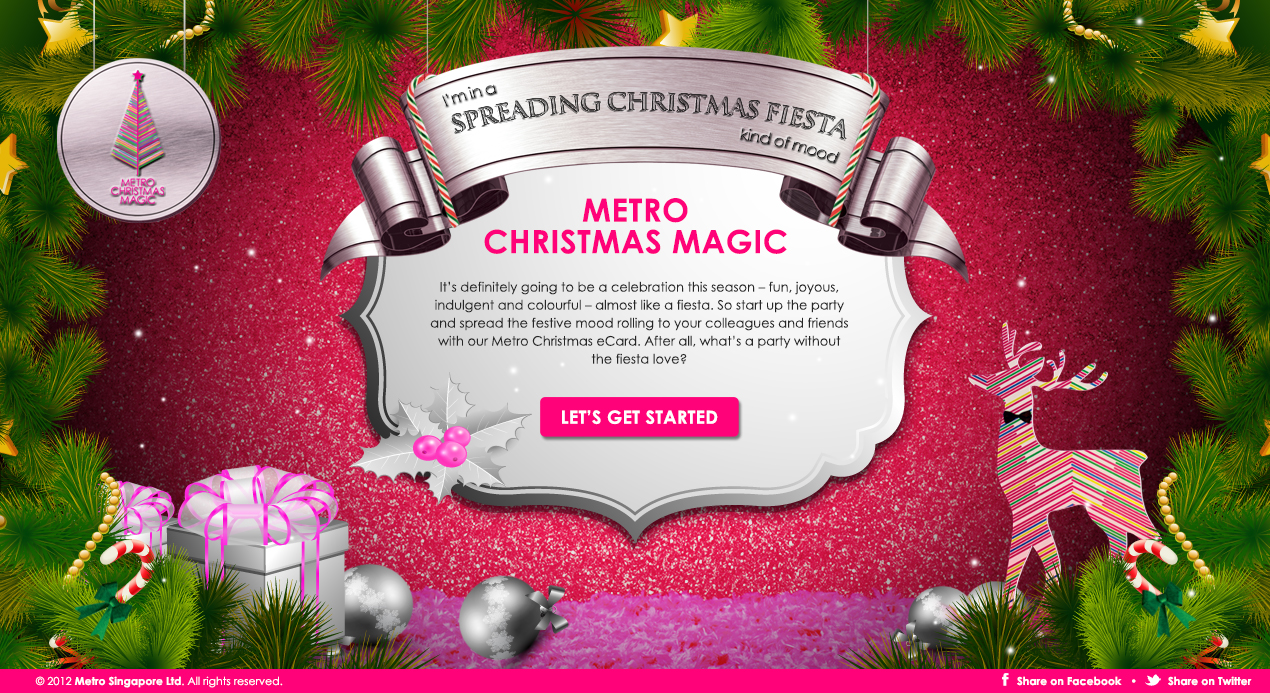 METRO
CHRISTMAS
MAGIC
I'm in a
SPREADING CHRISTMAS FIESTA
kind of mood
METRO
CHRISTMAS MAGIC
It's definitely going to be a celebration this season – fun, joyous,
indulgent and colourful – almost like a fiesta. So start up the party
and spread the festive mood rolling to your colleagues and friends
with our Metro Christmas eCard. After all, what's a party without
the fiesta love?
LET'S GET STARTED
© 2012 Metro Singapore Ltd. All rights reserved.
Share on Facebook • Share on Twitter